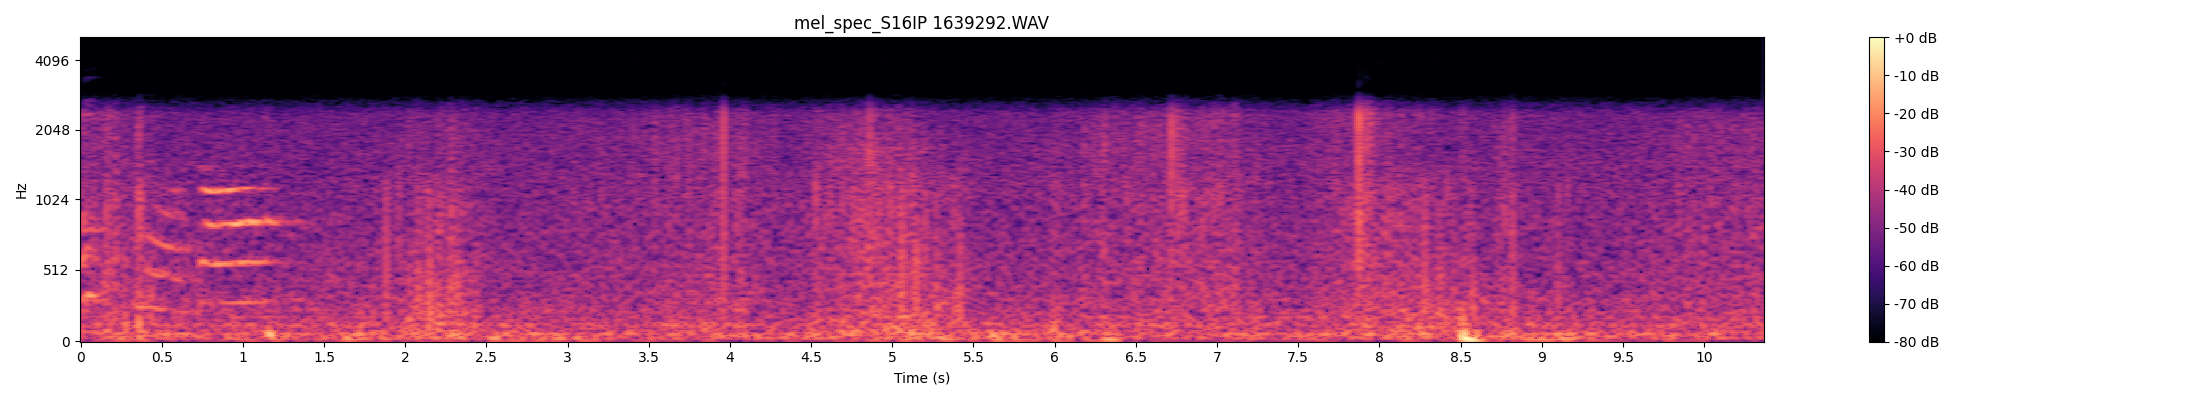 mel_spec_S16IP 1639292.WAV
4096
2048
1024
512
0
Hz
0 0.5 1 1.5 2 2.5 3 3.5 4 4.5 5 5.5 6 6.5 7 7.5 8 8.5 9 9.5 10
Time (s)
+0 dB
-10 dB
-20 dB
-30 dB
-40 dB
-50 dB
-60 dB
-70 dB
-80 dB